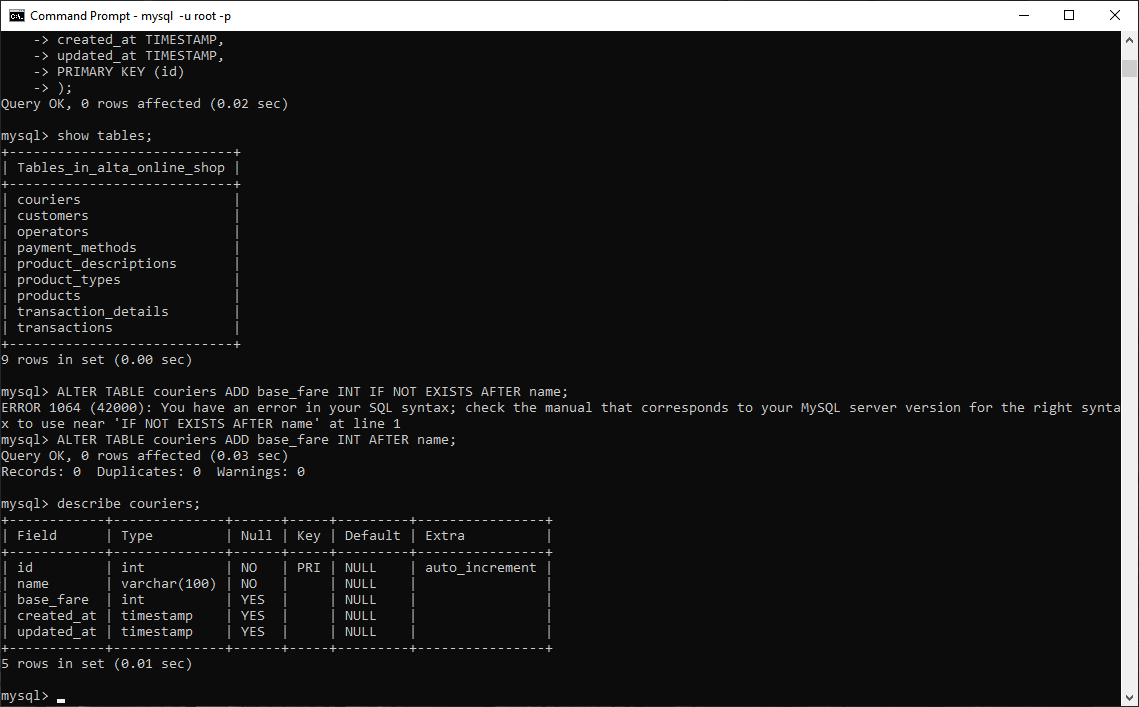 Command Prompt - mysql  -u root -p
    -> created_at TIMESTAMP,
    -> updated_at TIMESTAMP,
    -> PRIMARY KEY (id)
    -> );
Query OK, 0 rows affected (0.02 sec)

mysql> show tables;
+----------------------------+
| Tables_in_alta_online_shop |
+----------------------------+
| couriers                   |
| customers                  |
| operators                  |
| payment_methods            |
| product_descriptions       |
| product_types              |
| products                   |
| transaction_details        |
| transactions               |
+----------------------------+
9 rows in set (0.00 sec)

mysql> ALTER TABLE couriers ADD base_fare INT IF NOT EXISTS AFTER name;
ERROR 1064 (42000): You have an error in your SQL syntax; check the manual that corresponds to your MySQL server version for the right synta
x to use near 'IF NOT EXISTS AFTER name' at line 1
mysql> ALTER TABLE couriers ADD base_fare INT AFTER name;
Query OK, 0 rows affected (0.03 sec)
Records: 0  Duplicates: 0  Warnings: 0

mysql> describe couriers;
+------------+--------------+------+-----+---------+----------------+
| Field      | Type         | Null | Key | Default | Extra          |
+------------+--------------+------+-----+---------+----------------+
| id         | int          | NO   | PRI | NULL    | auto_increment |
| name       | varchar(100) | NO   |     | NULL    |                |
| base_fare  | int          | YES  |     | NULL    |                |
| created_at | timestamp    | YES  |     | NULL    |                |
| updated_at | timestamp    | YES  |     | NULL    |                |
+------------+--------------+------+-----+---------+----------------+
5 rows in set (0.01 sec)

mysql> _